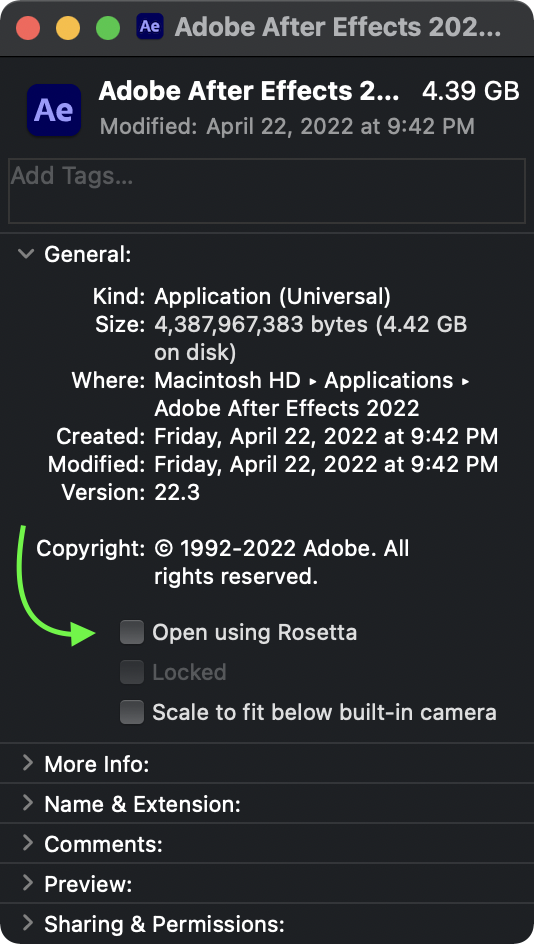 Ae Adobe After Effects 202...
Ae
Adobe After Effects 2... 4.39 GB
Modified: April 22, 2022 at 9:42 PM
Add Tags...
General:
Kind: Application (Universal)
Size: 4,387,967,383 bytes (4.42 GB
on disk)
Where: Macintosh HD ▸ Applications ▸
Adobe After Effects 2022
Created: Friday, April 22, 2022 at 9:42 PM
Modified: Friday, April 22, 2022 at 9:42 PM
Version: 22.3
Copyright: © 1992-2022 Adobe. All
rights reserved.
Open using Rosetta
Locked
Scale to fit below built-in camera
More Info:
Name & Extension:
Comments:
Preview:
Sharing & Permissions: